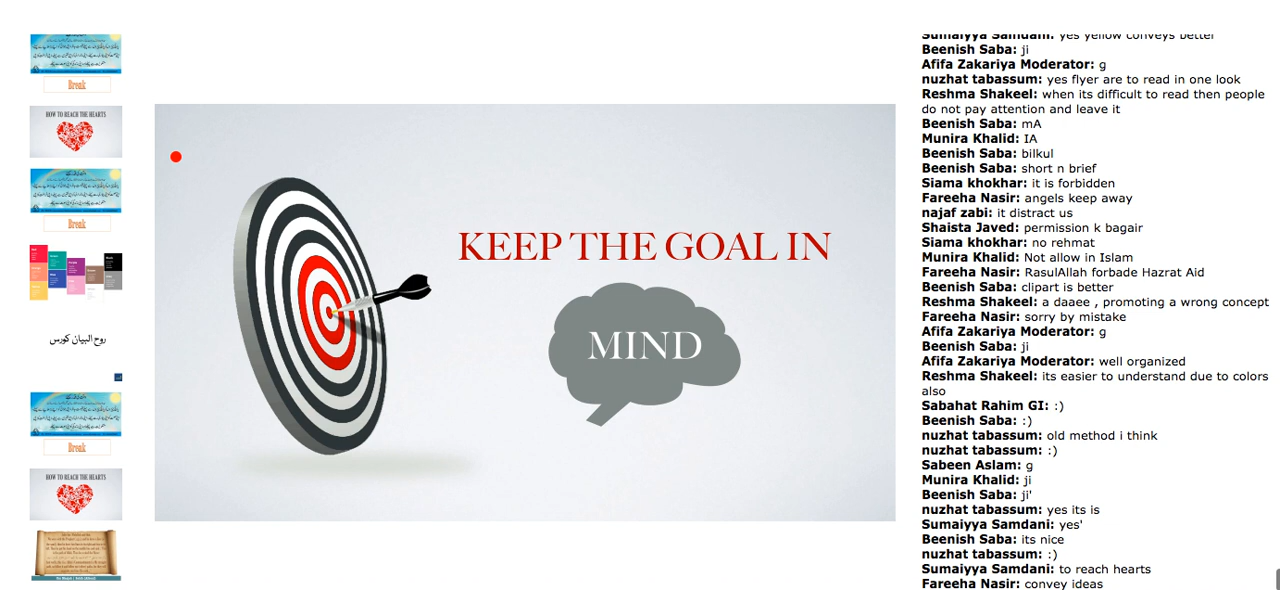 Break
HOW TO REACH THE HEARTS
Break
روح البیان کورس
Break
HOW TO REACH THE HEARTS
KEEP THE GOAL IN
MIND
Sumaiyya Samdani: yes yellow conveys better
Beenish Saba: ji
Afifa Zakariya Moderator: g
nuzhat tabassum: yes flyer are to read in one look
Reshma Shakeel: when its difficult to read then people
do not pay attention and leave it
Beenish Saba: mA
Munira Khalid: IA
Beenish Saba: bilkul
Beenish Saba: short n brief
Siama khokhar: it is forbidden
Fareeha Nasir: angels keep away
najaf zabi: it distract us
Shaista Javed: permission k bagair
Siama khokhar: no rehmat
Munira Khalid: Not allow in Islam
Fareeha Nasir: RasulAllah forbade Hazrat Aid
Beenish Saba: clipart is better
Reshma Shakeel: a daaee , promoting a wrong concept
Fareeha Nasir: sorry by mistake
Afifa Zakariya Moderator: g
Beenish Saba: ji
Afifa Zakariya Moderator: well organized
Reshma Shakeel: its easier to understand due to colors
also
Sabahat Rahim GI: :)
Beenish Saba: :)
nuzhat tabassum: old method i think
nuzhat tabassum: :)
Sabeen Aslam: g
Munira Khalid: ji
Beenish Saba: ji'
nuzhat tabassum: yes its is
Sumaiyya Samdani: yes'
Beenish Saba: its nice
nuzhat tabassum: :)
Sumaiyya Samdani: to reach hearts
Fareeha Nasir: convey ideas